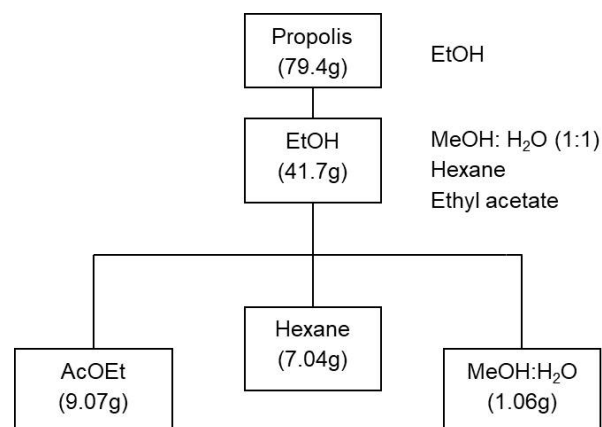 Propolis
(79.4g)
EtOH
EtOH
(41.7g)
MeOH: H₂O (1:1)
Hexane
Ethyl acetate
AcOEt
(9.07g)
Hexane
(7.04g)
MeOH:H₂O
(1.06g)